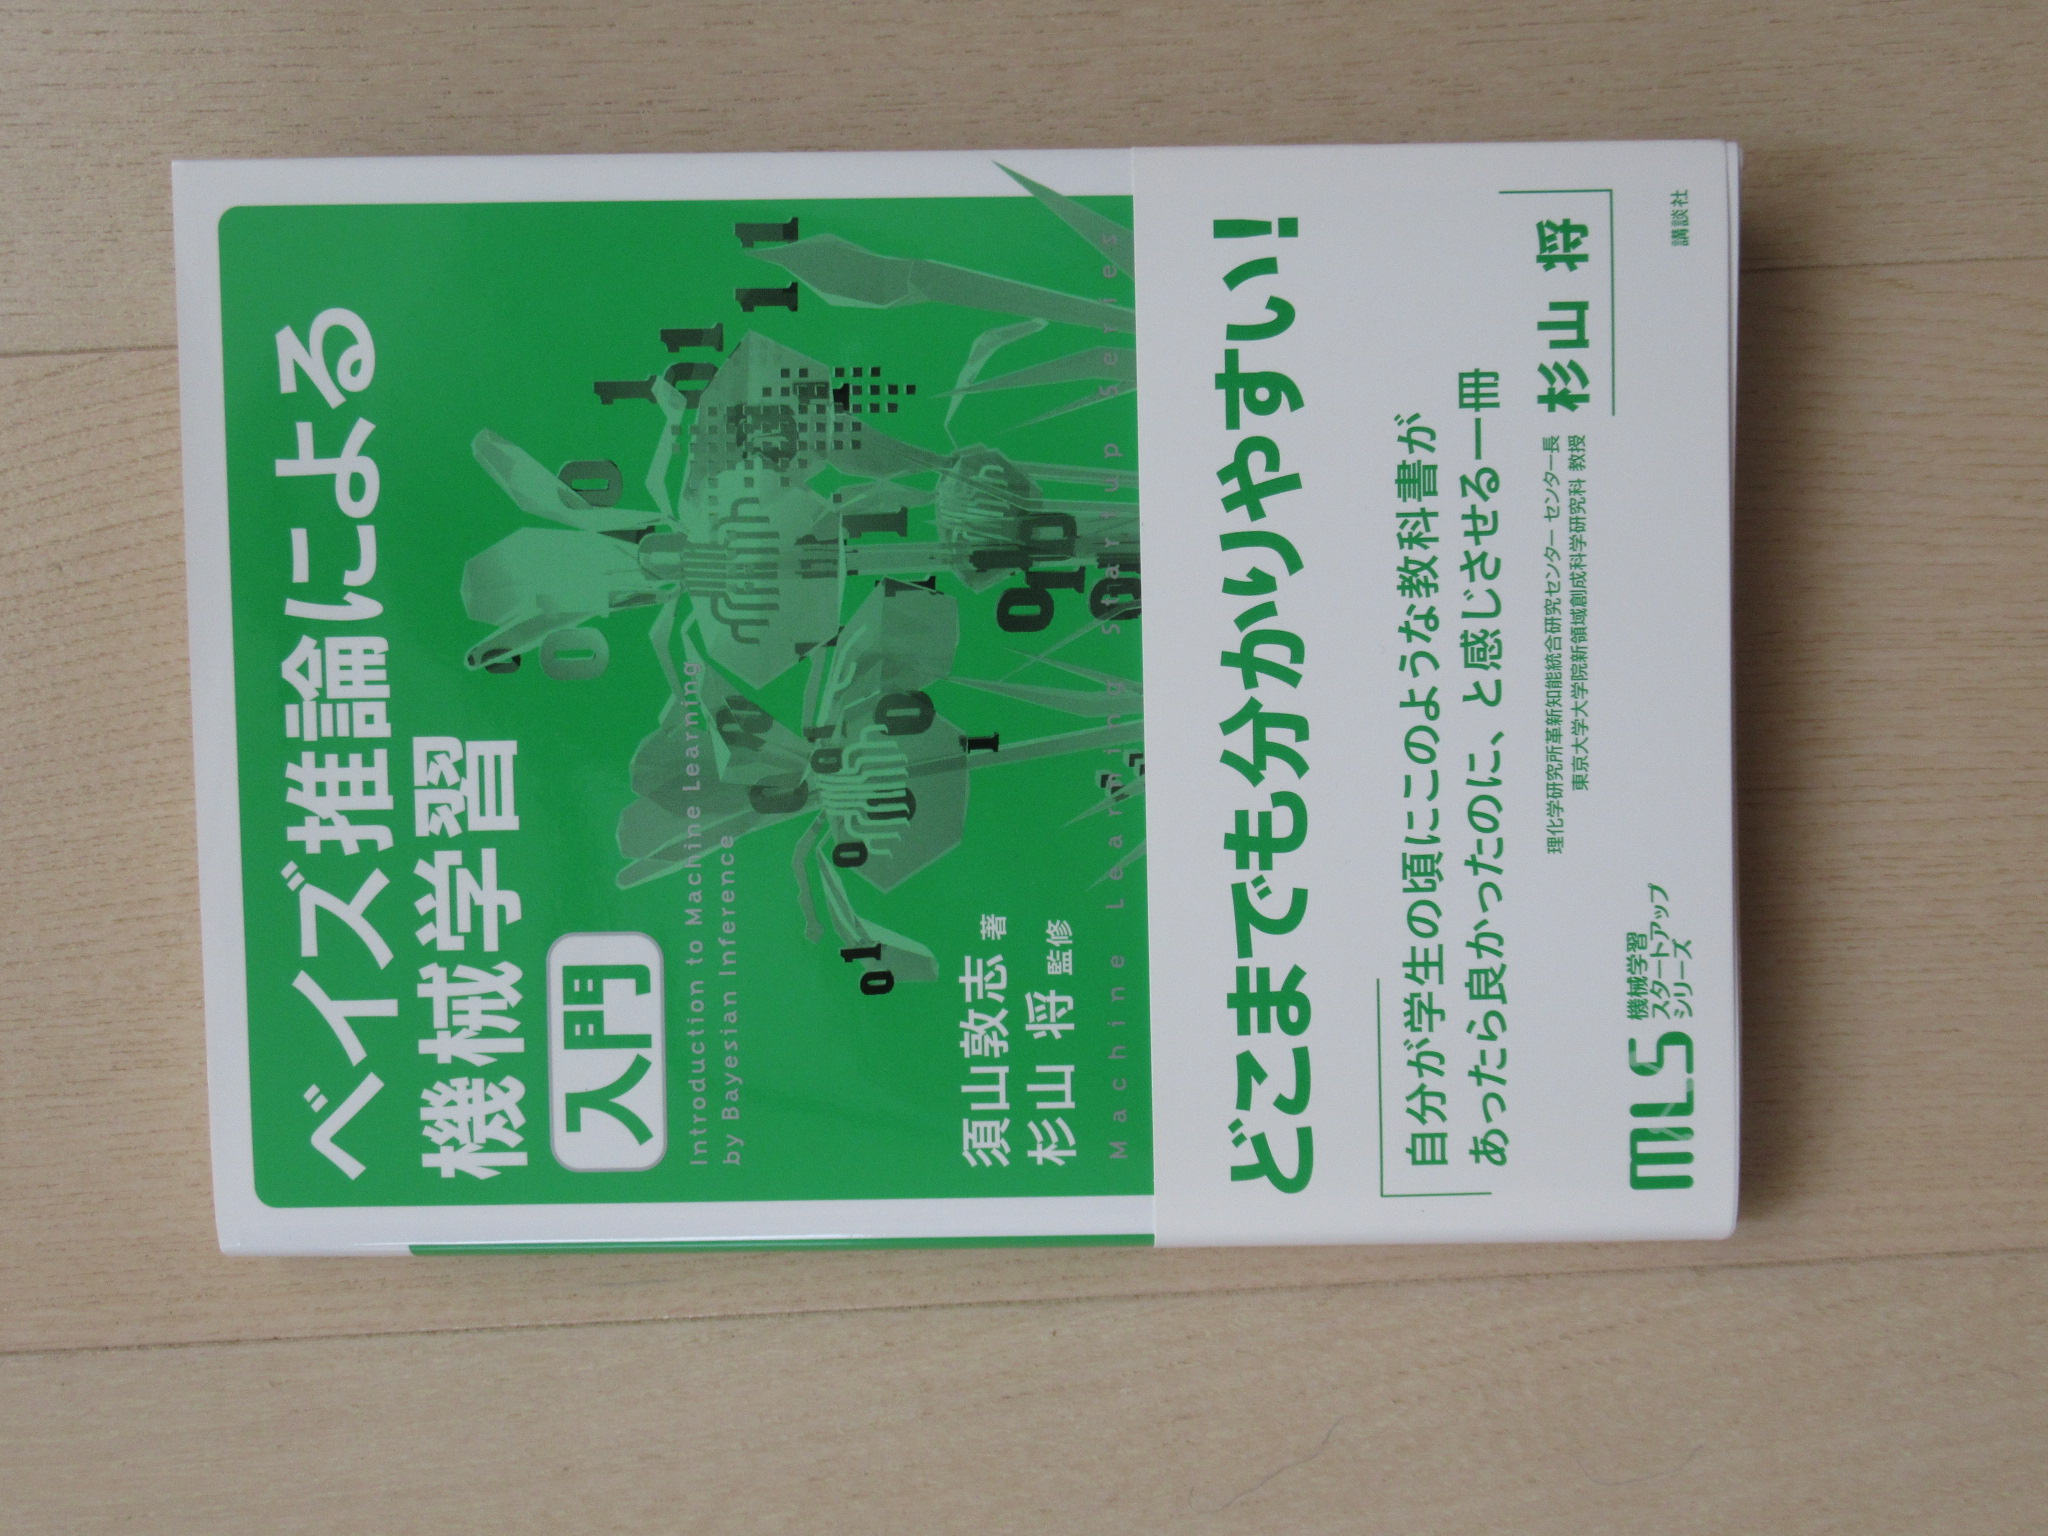 ベイズ推論による
機械学習
入門
Introduction to Machine Learning
by Bayesian Inference
須山敦志 著
杉山 将 監修
Machine Learning Startup Series
どこまでも分かりやすい!
自分が学生の頃にこのような教科書が
あったら良かったのに、と感じさせる一冊
理化学研究所革新知能統合研究センター センター長
東京大学大学院新領域創成科学研究科 教授
杉山 将
MLS
機械学習
スタートアップ
シリーズ
講談社